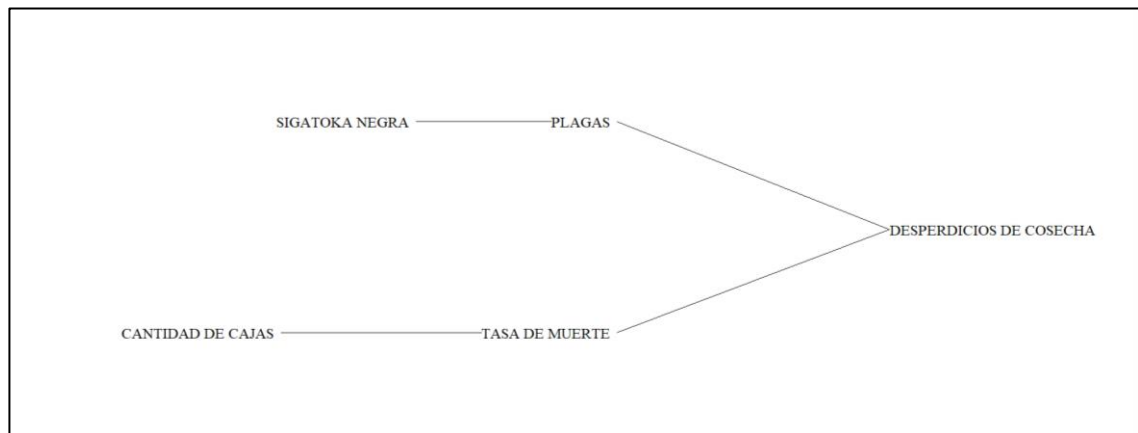 SIGATOKA NEGRA
PLAGAS
DESPERDICIOS DE COSECHA
CANTIDAD DE CAJAS
TASA DE MUERTE